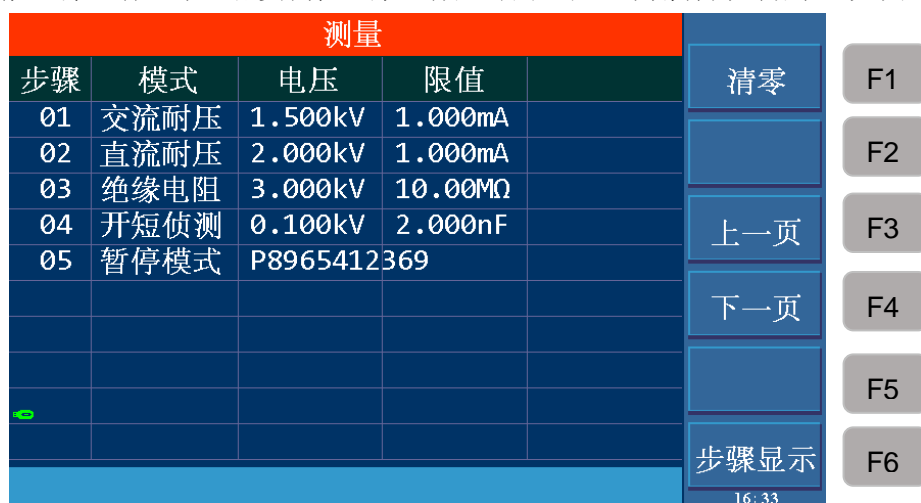 测量
步骤 模式 电压 限值
01 交流耐压 1.500kV 1.000mA
02 直流耐压 2.000kV 1.000mA
03 绝缘电阻 3.000kV 10.00MΩ
04 开短侦测 0.100kV 2.000nF
05 暂停模式 P8965412369
清零
上一页
下一页
步骤显示
16:33
F1
F2
F3
F4
F5
F6